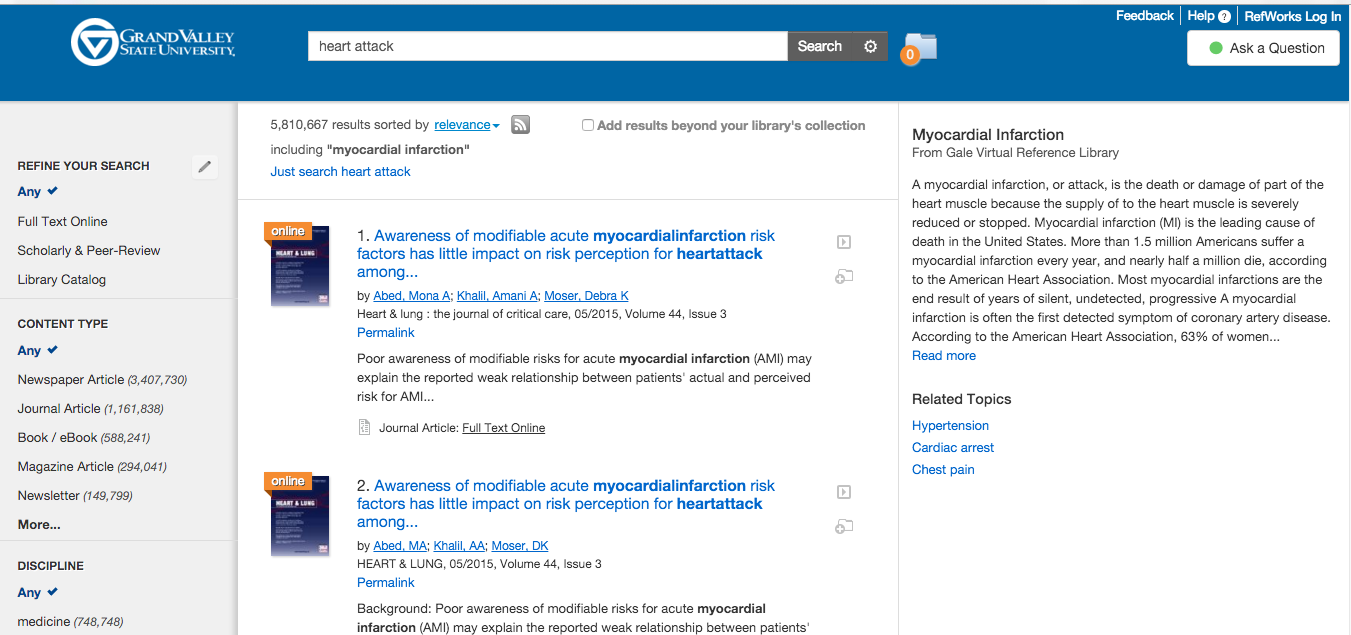 Feedback Help ? RefWorks Log In
GRAND VALLEY
STATE UNIVERSITY.
heart attack
Search
0
Ask a Question
REFINE YOUR SEARCH
Any
Full Text Online
Scholarly & Peer-Review
Library Catalog
CONTENT TYPE
Any
Newspaper Article (3,407,730)
Journal Article (1,161,838)
Book / eBook (588,241)
Magazine Article (294,041)
Newsletter (149,799)
More...
DISCIPLINE
Any
medicine (748,748)
5,810,667 results sorted by relevance
Add results beyond your library's collection
including "myocardial infarction"
Just search heart attack
online
HEART & LUNG
1. Awareness of modifiable acute myocardialinfarction risk
factors has little impact on risk perception for heartattack
among...
by Abed, Mona A; Khalil, Amani A; Moser, Debra K
Heart & lung : the journal of critical care, 05/2015, Volume 44, Issue 3
Permalink
Poor awareness of modifiable risks for acute myocardial infarction (AMI) may
explain the reported weak relationship between patients' actual and perceived
risk for AMI...
Journal Article: Full Text Online
online
HEART & LUNG
2. Awareness of modifiable acute myocardialinfarction risk
factors has little impact on risk perception for heartattack
among...
by Abed, MA; Khalil, AA; Moser, DK
HEART & LUNG, 05/2015, Volume 44, Issue 3
Permalink
Background: Poor awareness of modifiable risks for acute myocardial
infarction (AMI) may explain the reported weak relationship between patients'
Myocardial Infarction
From Gale Virtual Reference Library
A myocardial infarction, or attack, is the death or damage of part of the
heart muscle because the supply of to the heart muscle is severely
reduced or stopped. Myocardial infarction (MI) is the leading cause of
death in the United States. More than 1.5 million Americans suffer a
myocardial infarction every year, and nearly half a million die, according
to the American Heart Association. Most myocardial infarctions are the
end result of years of silent, undetected, progressive A myocardial
infarction is often the first detected symptom of coronary artery disease.
According to the American Heart Association, 63% of women...
Read more
Related Topics
Hypertension
Cardiac arrest
Chest pain